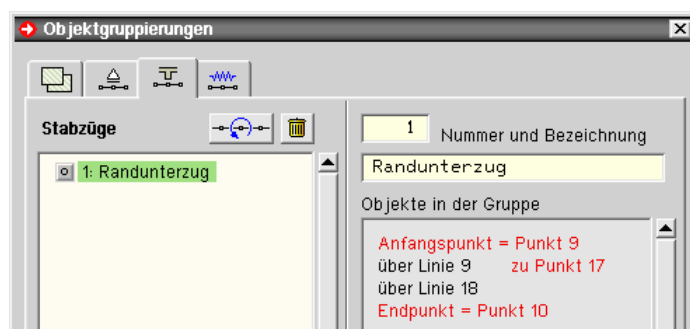 Objektgruppierungen
Stabzüge
1: Randunterzug
1 Nummer und Bezeichnung
Randunterzug
Objekte in der Gruppe
Anfangspunkt = Punkt 9
über Linie 9 zu Punkt 17
über Linie 18
Endpunkt = Punkt 10